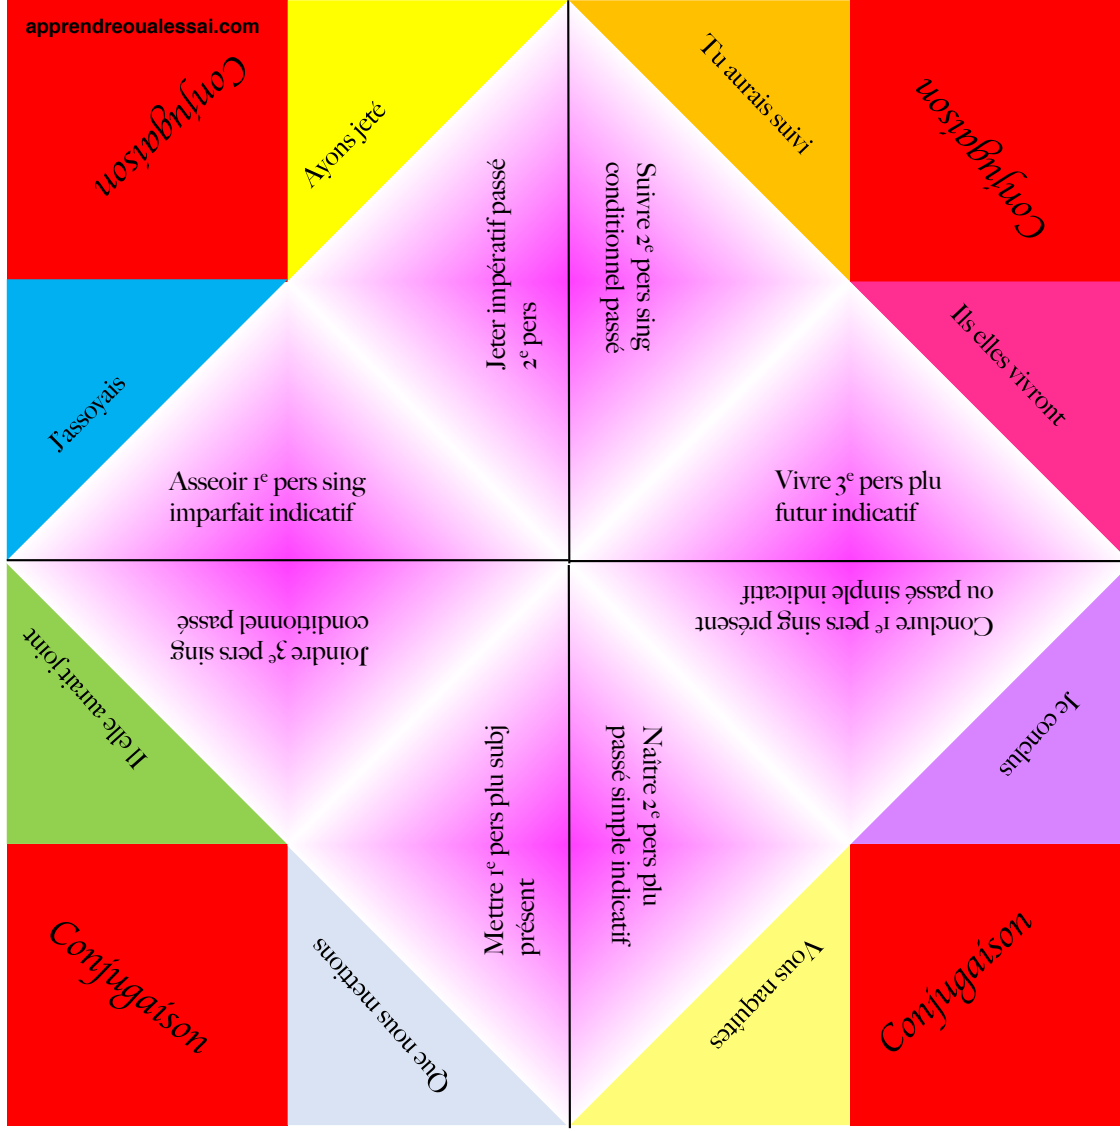 apprendreoualessai.com
Conjugaison
Ayons jeté
Tu aurais suivi
Conjugaison
Jeter impératif passé
2e pers
Suivre 2e pers sing
conditionnel passé
J'assoyais
Ils elles vivront
Asseoir 1e pers sing
imparfait indicatif
Vivre 3e pers plu
futur indicatif
Joindre 3e pers sing
conditionnel passé
Conclure 1e pers sing présent
ou passé simple indicatif
Il elle aurait joint
Je conclus
Mettre 1e pers plu subj
présent
Naître 2e pers plu
passé simple indicatif
Conjugaison
Que nous mettions
Vous naquîtes
Conjugaison